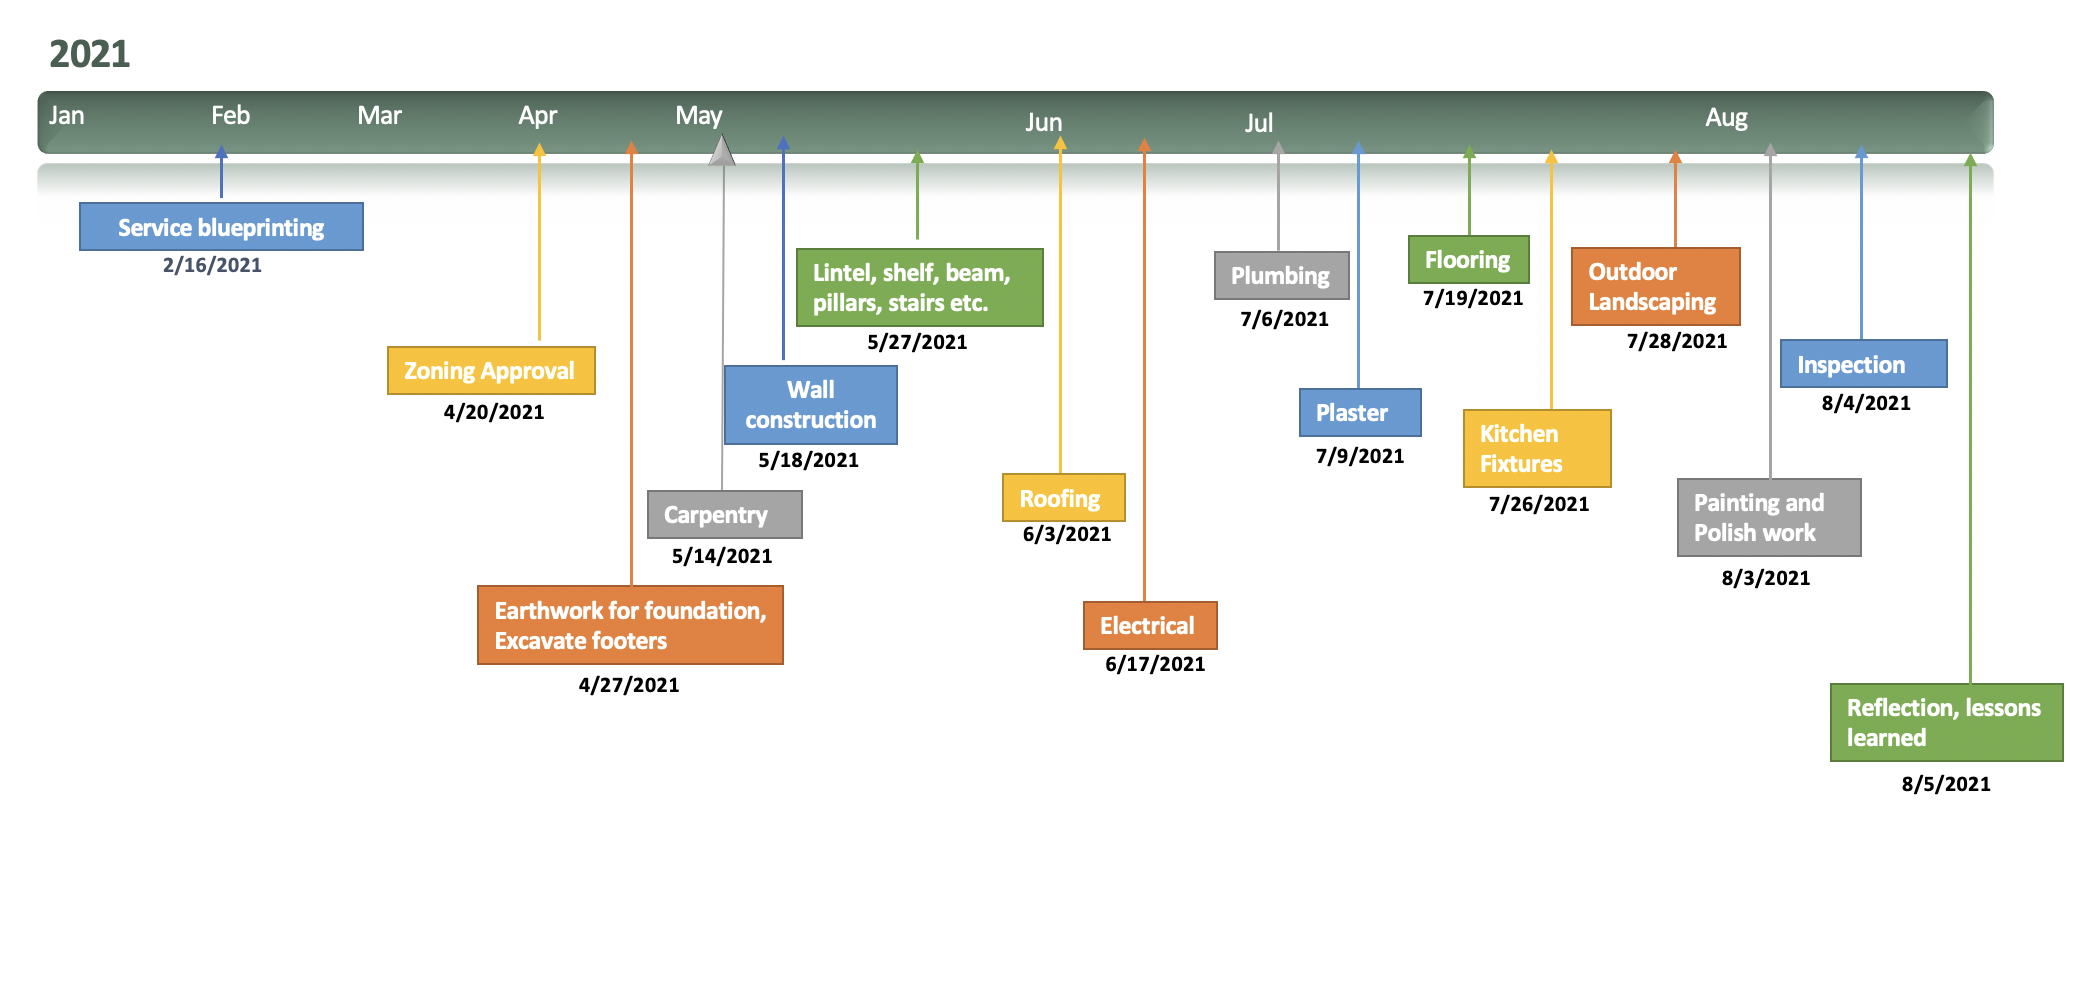 2021
Jan
Feb
Mar
Apr
May
Jun
Jul
Aug
Service blueprinting
2/16/2021
Zoning Approval
4/20/2021
Earthwork for foundation,
Excavate footers
4/27/2021
Carpentry
5/14/2021
Wall
construction
5/18/2021
Lintel, shelf, beam,
pillars, stairs etc.
5/27/2021
Roofing
6/3/2021
Electrical
6/17/2021
Plumbing
7/6/2021
Plaster
7/9/2021
Flooring
7/19/2021
Kitchen
Fixtures
7/26/2021
Outdoor
Landscaping
7/28/2021
Painting and
Polish work
8/3/2021
Inspection
8/4/2021
Reflection, lessons
learned
8/5/2021